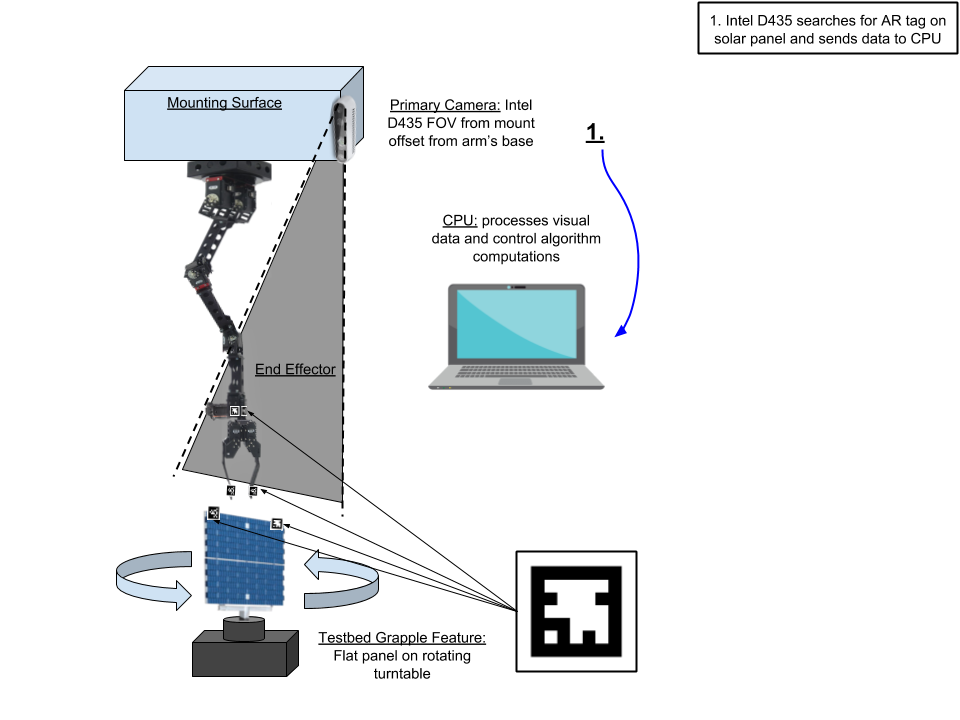 1. Intel D435 searches for AR tag on
solar panel and sends data to CPU
Mounting Surface
Primary Camera: Intel
D435 FOV from mount
offset from arm's base
1.
CPU: processes visual
data and control algorithm
computations
End Effector
Testbed Grapple Feature:
Flat panel on rotating
turntable